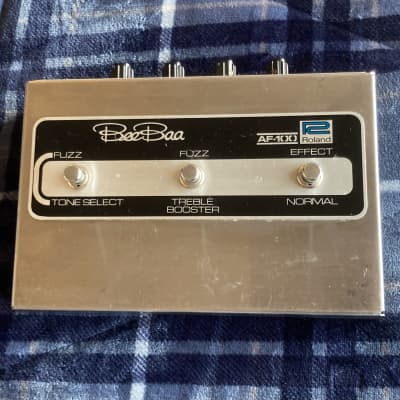 BeeBaa
AF-100
Roland
FUZZ
FUZZ
EFFECT
TONE SELECT
TREBLE
BOOSTER
NORMAL